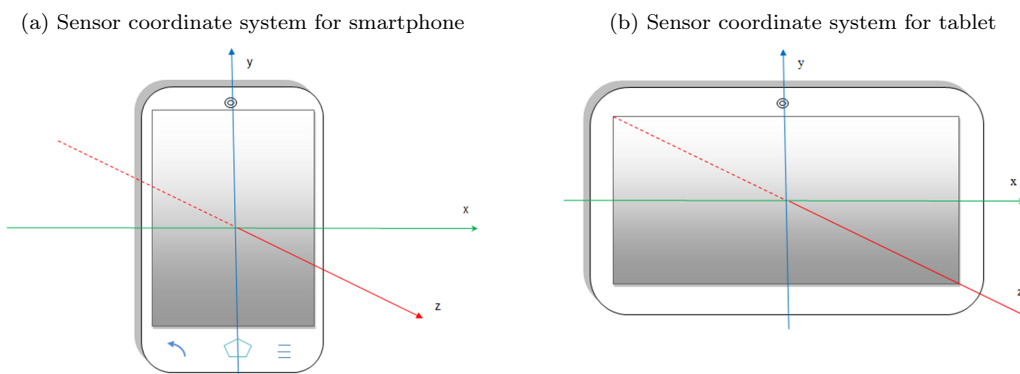 (a) Sensor coordinate system for smartphone
(b) Sensor coordinate system for tablet
y
x
z
y
x
z